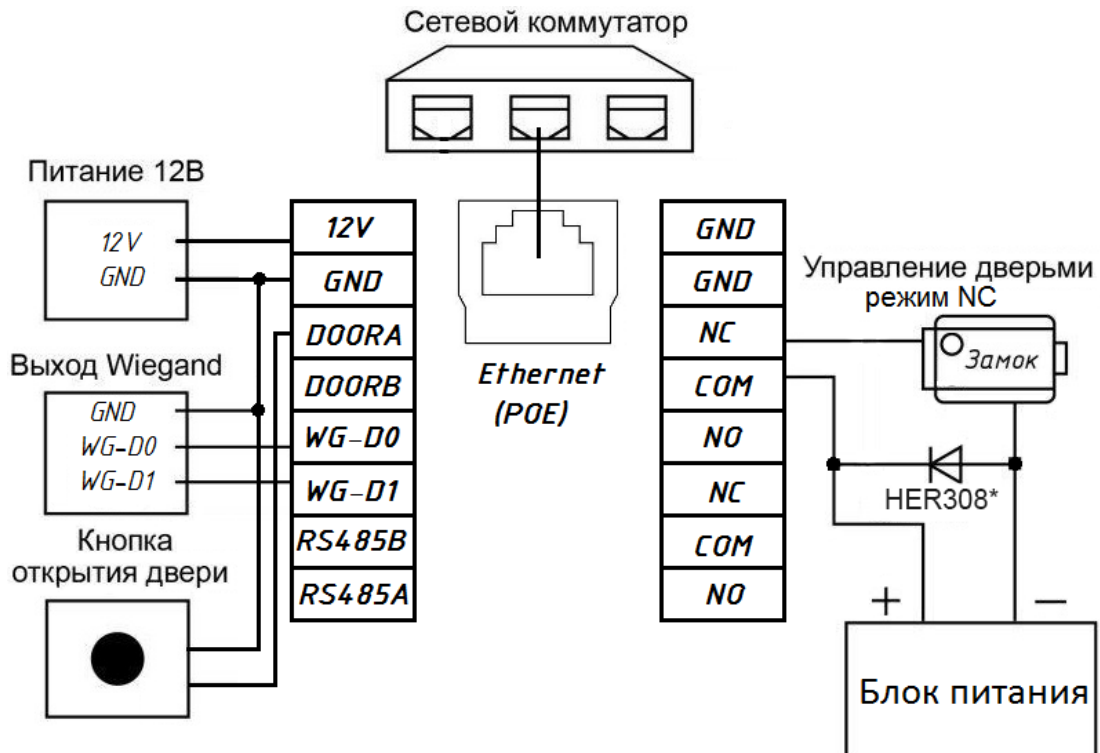 Сетевой коммутатор
Питание 12В
12V
GND
Выход Wiegand
GND
WG-D0
WG-D1
Кнопка
открытия двери
12V
GND
DOORA
DOORB
WG-D0
WG-D1
RS485B
RS485A
Ethernet
(POE)
GND
GND
NC
COM
NO
NC
COM
NO
Управление дверьми
режим NC
Замок
HER308*
+ —
Блок питания